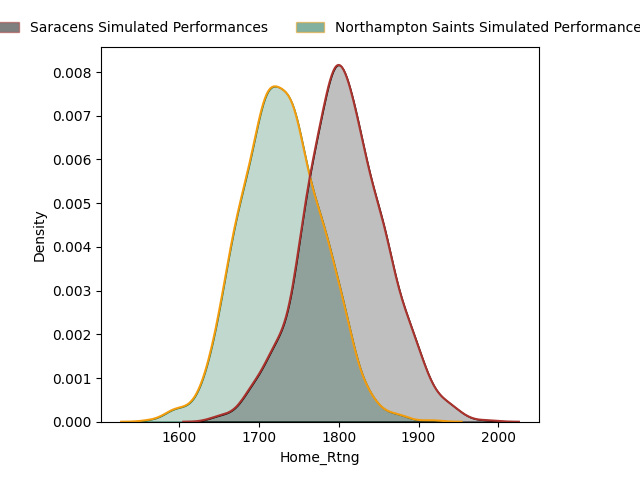 Saracens Simulated Performances
Northampton Saints Simulated Performance
0.008
0.007
0.006
0.005
0.004
0.003
0.002
0.001
0.000
Density
1600 1700 1800 1900 2000
Home_Rtng